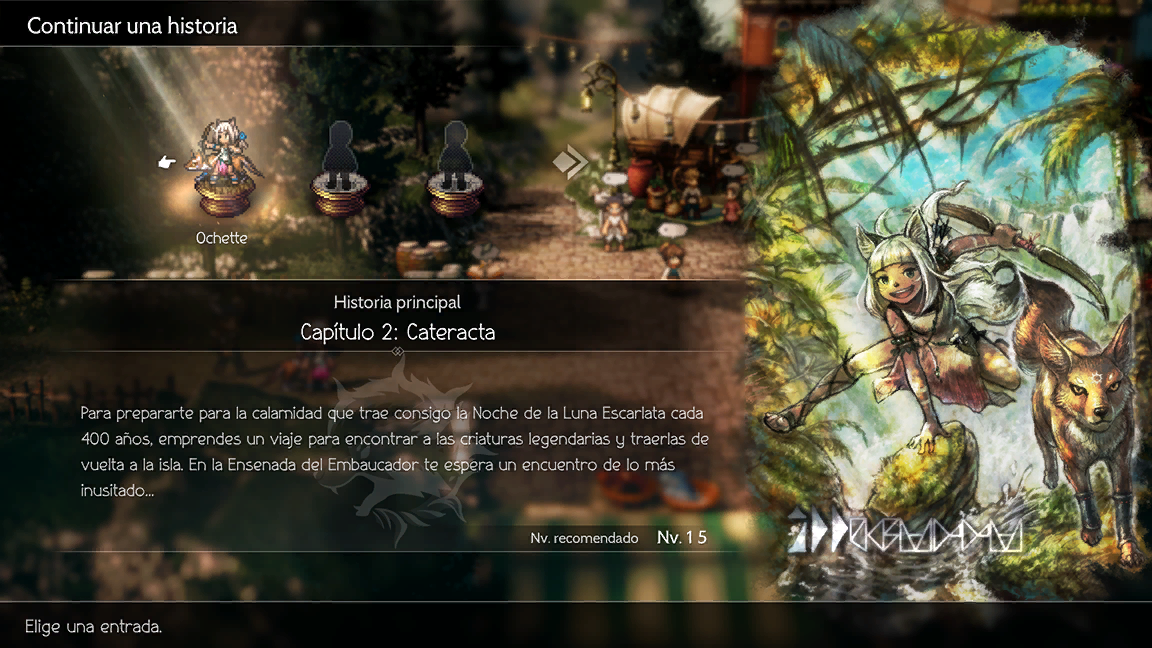 Continuar una historia
Ochette
Historia principal
Capítulo 2: Cateracta
Para prepararte para la calamidad que trae consigo la Noche de la Luna Escarlata cada
400 años, emprendes un viaje para encontrar a las criaturas legendarias y traerlas de
vuelta a la isla. En la Ensenada del Embaucador te espera un encuentro de lo más
inusitado...
Nv. recomendado Nv. 15
Elige una entrada.